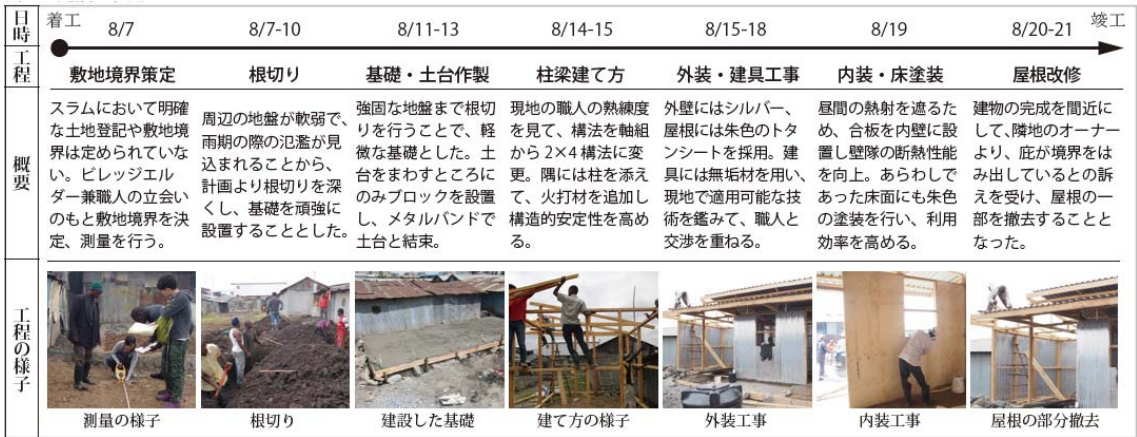 日時
着工
8/7
8/7-10
8/11-13
8/14-15
8/15-18
8/19
8/20-21
竣工
工程
敷地境界策定
根切り
基礎・土台作製
柱梁建て方
外装・建具工事
内装・床塗装
屋根改修
概要
スラムにおいて明確
な土地登記や敷地境
界は定められていな
い。ビレッジエル
ダー兼職人の立会い
のもと敷地境界を決
定、測量を行う。
周辺の地盤が軟弱で、
雨期の際の氾濫が見
込まれることから、
計画より根切りを深
くし、基礎を頑強に
設置することとした。
強固な地盤まで根切
りを行うことで、軽
微な基礎とした。土
台をまわすところに
のみブロックを設置
し、メタルバンドで
土台と結束。
現地の職人の熟練度
を見て、構法を軸組
から2×4構法に変
更。隅には柱を添え
て、火打材を追加し
構造的安定性を高め
る。
外壁にはシルバー、
屋根には朱色のトタ
ンシートを採用。建
具には無垢材を用い、
現地で適用可能な技
術を鑑みて、職人と
交渉を重ねる。
昼間の熱射を遮るた
め、合板を内壁に設
置し壁隊の断熱性能
を向上。あらわしで
あった床面にも朱色
の塗装を行い、利用
効率を高める。
建物の完成を間近に
して、隣地のオーナー
より、庇が境界をは
み出しているとの訴
えを受け、屋根の一
部を撤去することと
なった。
工程の様子
測量の様子
根切り
建設した基礎
建て方の様子
外装工事
内装工事
屋根の部分撤去